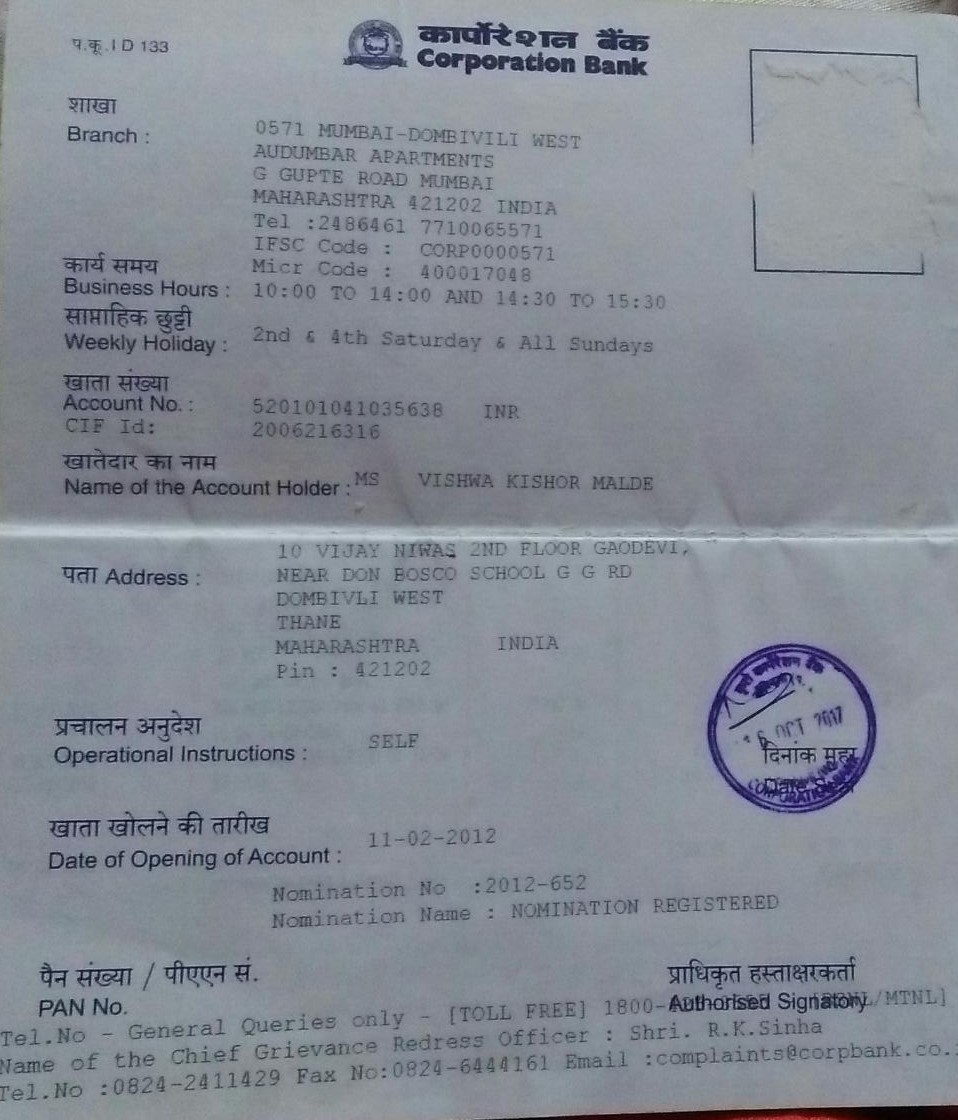 प.कू.ID 133
कार्पोरेशन बैंक
Corporation Bank
शाखा
Branch : 0571 MUMBAI-DOMBIVILI WEST
AUDUMBAR APARTMENTS
G GUPTE ROAD MUMBAI
MAHARASHTRA 421202 INDIA
Tel :2486461 7710065571
IFSC Code : CORP0000571
कार्य समय
Micr Code : 400017048
Business Hours : 10:00 TO 14:00 AND 14:30 TO 15:30
साप्ताहिक छुट्टी
Weekly Holiday : 2nd & 4th Saturday & All Sundays
खाता संख्या
Account No. : 520101041035638 INR
CIF Id: 2006216316
खातेदार का नाम
Name of the Account Holder : MS VISHWA KISHOR MALDE
10 VIJAY NIWAS 2ND FLOOR GAODEVI,
पता Address : NEAR DON BOSCO SCHOOL G G RD
DOMBIVLI WEST
THANE
MAHARASHTRA INDIA
Pin : 421202
कार्पोरेशन बैंक
6 OCT 2017
दिनांक मुहर
CORPORATION BANK
प्रचालन अनुदेश
Operational Instructions : SELF
खाता खोलने की तारीख
Date of Opening of Account : 11-02-2012
Nomination No :2012-652
Nomination Name : NOMINATION REGISTERED
पैन संख्या / पीएएन सं.
प्राधिकृत हस्ताक्षरकर्ता
PAN No.
Authorised Signatory
Tel.No - General Queries only - [TOLL FREE] 1800- /MTNL]
Name of the Chief Grievance Redress Officer : Shri. R.K.Sinha
Tel.No :0824-2411429 Fax No:0824-6444161 Email :complaints@corpbank.co.